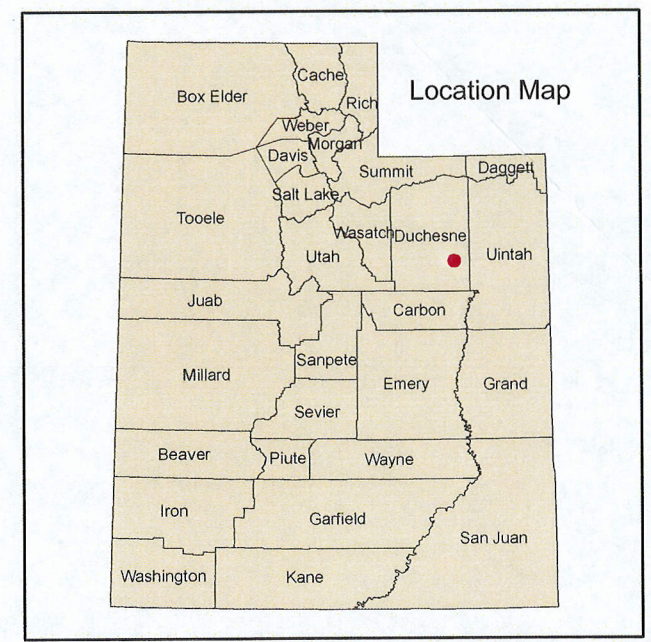 Location Map
Cache
Box Elder
Rich
Weber
Morgan
Davis
Summit
Daggett
Salt Lake
Tooele
Wasatch
Duchesne
Utah
Uintah
Juab
Carbon
Sanpete
Millard
Emery
Grand
Sevier
Beaver
Piute
Wayne
Iron
Garfield
San Juan
Washington
Kane